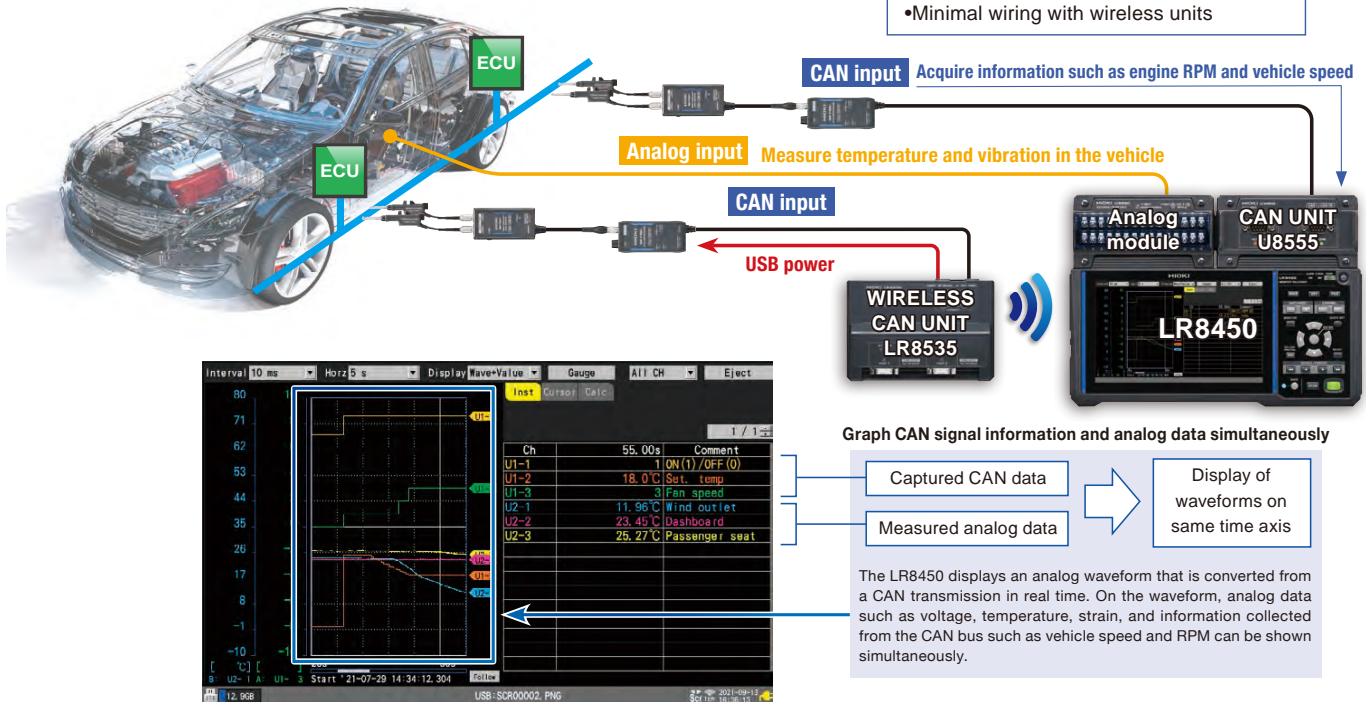 •Minimal wiring with wireless units
ECU
CAN input Acquire information such as engine RPM and vehicle speed
Analog input Measure temperature and vibration in the vehicle
ECU
CAN input
USB power
HIOKI
Analog
module
HIOKI
CAN UNIT
U8555
WIRELESS
CAN UNIT
LR8535
HIOKI
LR8450
Interval 10 ms Horz 5 s Display Wave+Value Gauge All CH Eject
Inst Cursor Calc
1 / 1
80
71
62
53
44
35
26
17
8
-1
-10
Ch 55.00s Comment
U1-1 1 ON(1)/OFF(0)
U1-2 18.0°C Set. temp
U1-3 3 Fan speed
U2-1 11.96°C Wind outlet
U2-2 23.45°C Dashboard
U2-3 25.27°C Passenger seat
[ °C] [
B: U2- 1 A: U1- 3 Start '21-07-29 14:34:12.304 Follow
12.9GB USB:SCR00002.PNG 2021-09-13
Graph CAN signal information and analog data simultaneously
Captured CAN data
Measured analog data
Display of
waveforms on
same time axis
The LR8450 displays an analog waveform that is converted from
a CAN transmission in real time. On the waveform, analog data
such as voltage, temperature, strain, and information collected
from the CAN bus such as vehicle speed and RPM can be shown
simultaneously.